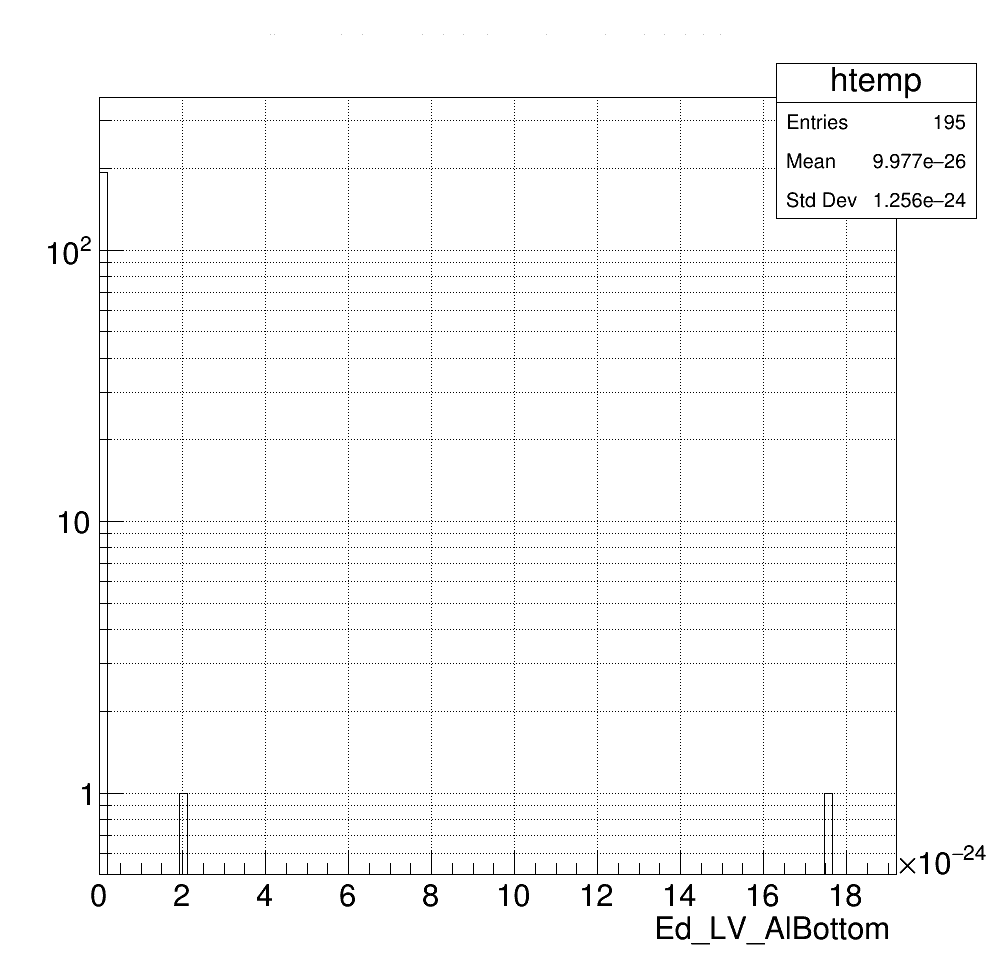 htemp
Entries 195
Mean 9.977e−26
Std Dev 1.256e−24
10²
10
1
0 2 4 6 8 10 12 14 16 18
×10⁻²⁴
Ed_LV_AlBottom